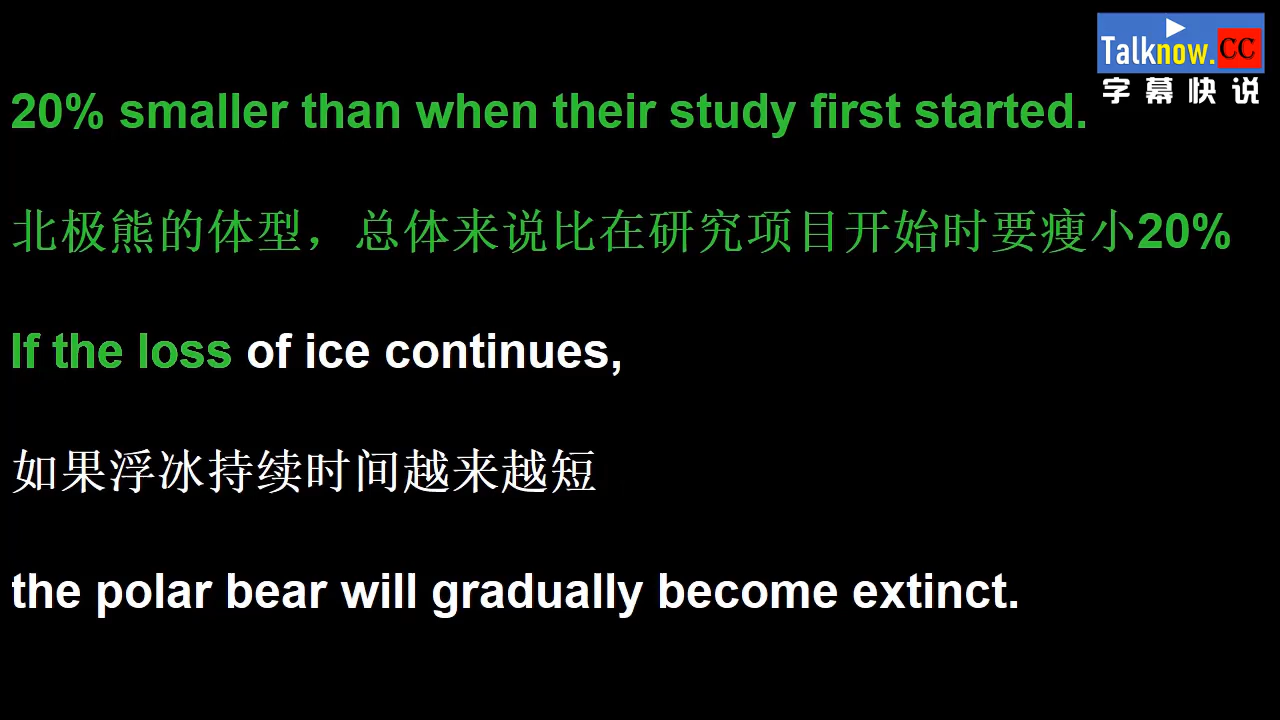 Talknow.CC
字幕快说
20% smaller than when their study first started.
北极熊的体型，总体来说比在研究项目开始时要瘦小20%
If the loss of ice continues,
如果浮冰持续时间越来越短
the polar bear will gradually become extinct.